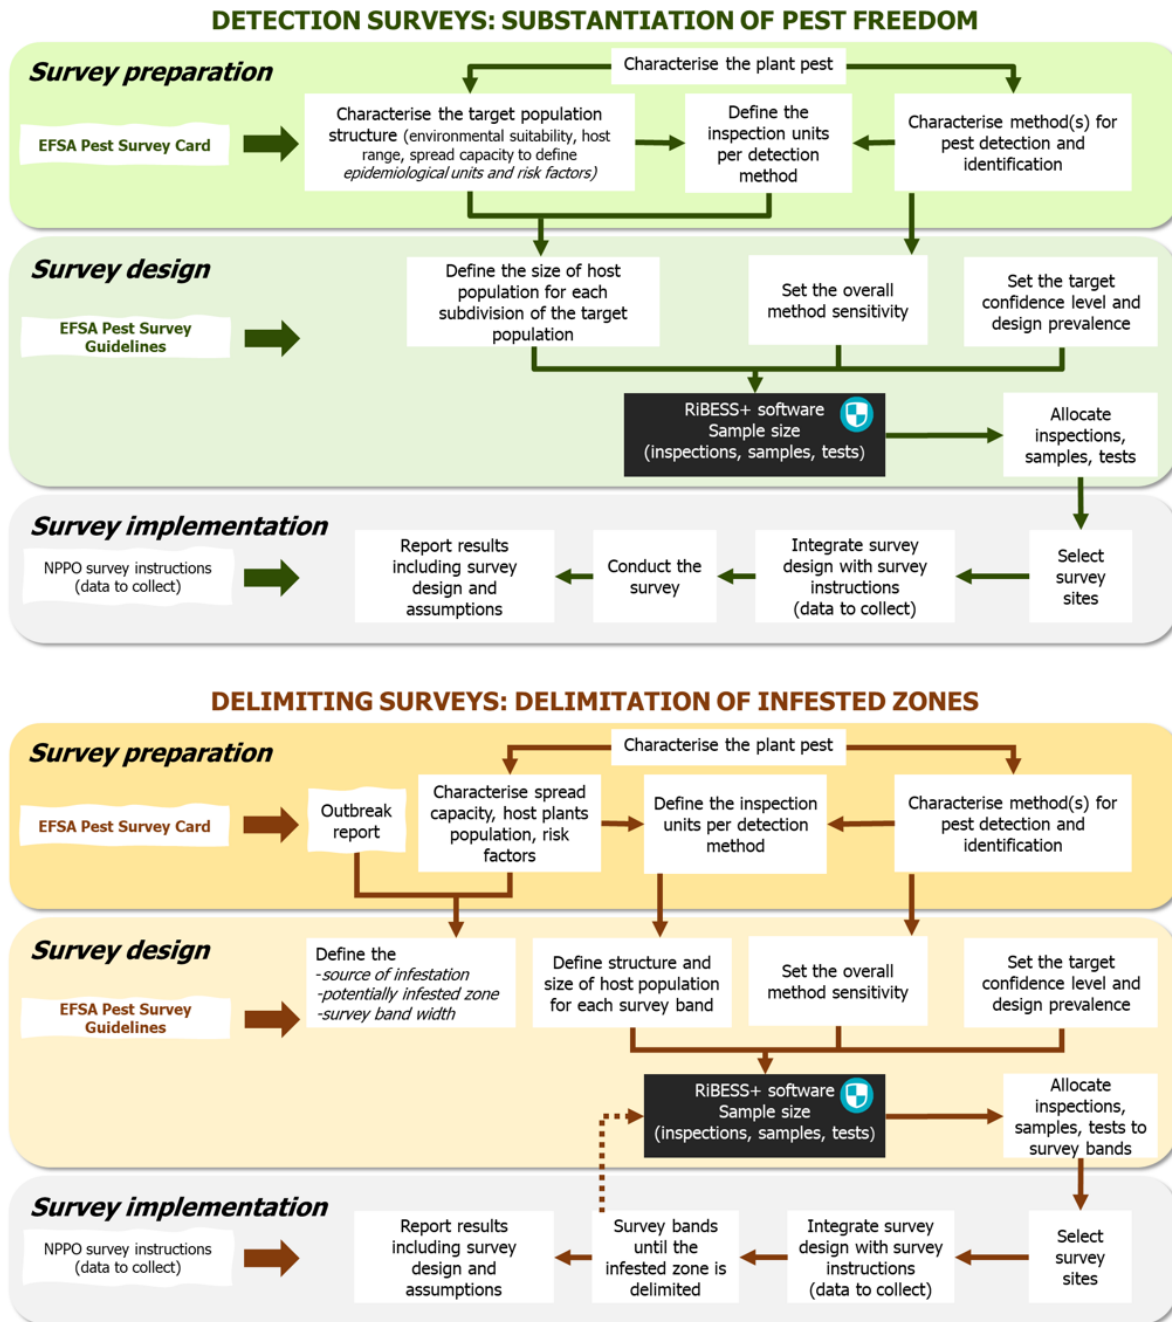 DETECTION SURVEYS: SUBSTANTIATION OF PEST FREEDOM
Survey preparation
Characterise the plant pest
EFSA Pest Survey Card
Characterise the target population
structure (environmental suitability, host
range, spread capacity to define
epidemiological units and risk factors)
Define the
inspection units
per detection
method
Characterise method(s) for
pest detection and
identification
Survey design
EFSA Pest Survey
Guidelines
Define the size of host
population for each
subdivision of the target
population
Set the overall
method sensitivity
Set the target
confidence level and
design prevalence
RiBESS+ software
Sample size
(inspections, samples, tests)
Allocate
inspections,
samples, tests
Survey implementation
NPPO survey instructions
(data to collect)
Report results
including survey
design and
assumptions
Conduct the
survey
Integrate survey
design with survey
instructions
(data to collect)
Select
survey
sites
DELIMITING SURVEYS: DELIMITATION OF INFESTED ZONES
Survey preparation
Characterise the plant pest
EFSA Pest Survey Card
Outbreak
report
Characterise spread
capacity, host plants
population, risk
factors
Define the inspection
units per detection
method
Characterise method(s) for
pest detection and
identification
Survey design
EFSA Pest Survey
Guidelines
Define the
-source of infestation
-potentially infested zone
-survey band width
Define structure and
size of host population
for each survey band
Set the overall
method sensitivity
Set the target
confidence level and
design prevalence
RiBESS+ software
Sample size
(inspections, samples, tests)
Allocate
inspections,
samples, tests to
survey bands
Survey implementation
NPPO survey instructions
(data to collect)
Report results
including survey
design and
assumptions
Survey bands
until the
infested zone is
delimited
Integrate survey
design with survey
instructions
(data to collect)
Select
survey
sites